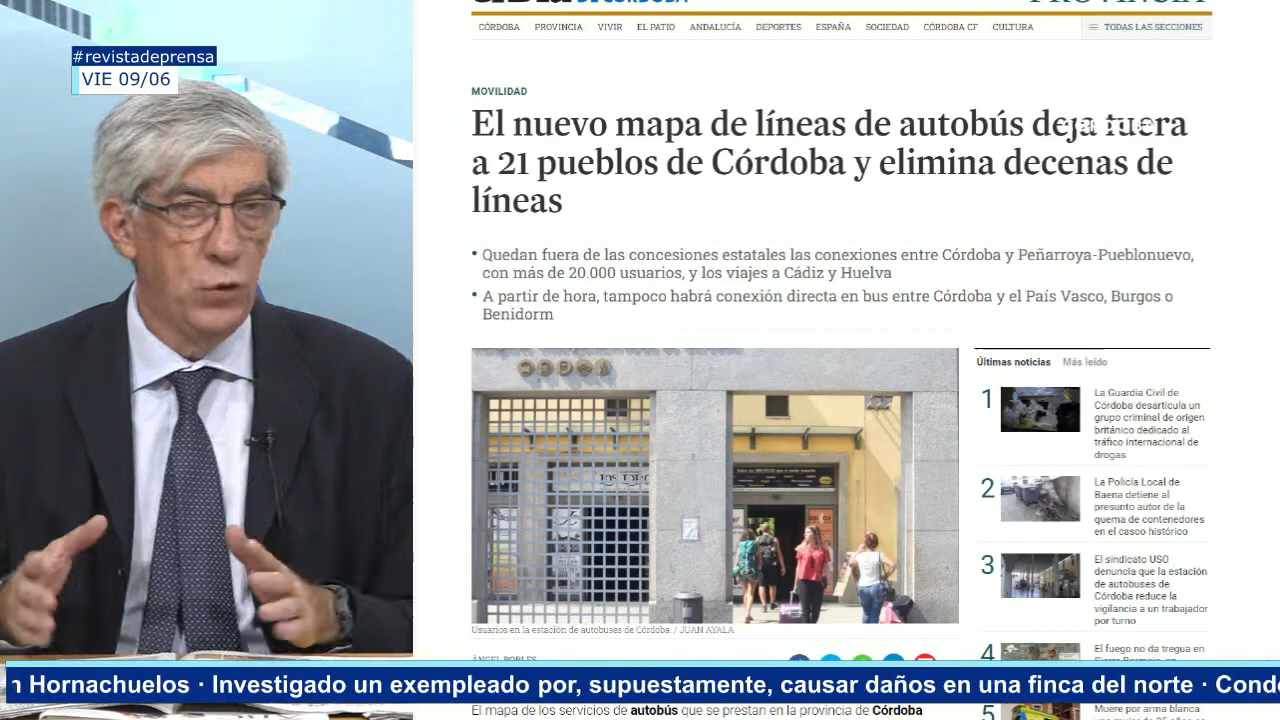 #revistadeprensa
VIE 09/06
CÓRDOBA PROVINCIA VIVIR EL PATIO ANDALUCÍA DEPORTES ESPAÑA SOCIEDAD CÓRDOBA CF CULTURA TODAS LAS SECCIONES
MOVILIDAD
El nuevo mapa de líneas de autobús deja fuera
a 21 pueblos de Córdoba y elimina decenas de
líneas
• Quedan fuera de las concesiones estatales las conexiones entre Córdoba y Peñarroya-Pueblonuevo,
con más de 20.000 usuarios, y los viajes a Cádiz y Huelva
• A partir de hora, tampoco habrá conexión directa en bus entre Córdoba y el País Vasco, Burgos o
Benidorm
Usuarios en la estación de autobuses de Córdoba. / JUAN AYALA
ÁNGEL ROBLES
Últimas noticias Más leído
1 La Guardia Civil de
Córdoba desarticula un
grupo criminal de origen
británico dedicado al
tráfico internacional de
drogas
2 La Policía Local de
Baena detiene al
presunto autor de la
quema de contenedores
en el casco histórico
3 El sindicato USO
denuncia que la estación
de autobuses de
Córdoba reduce la
vigilancia a un trabajador
por turno
4 El fuego no da tregua en
5 Muere por arma blanca
n Hornachuelos · Investigado un exempleado por, supuestamente, causar daños en una finca del norte · Cond
El mapa de los servicios de autobús que se prestan en la provincia de Córdoba